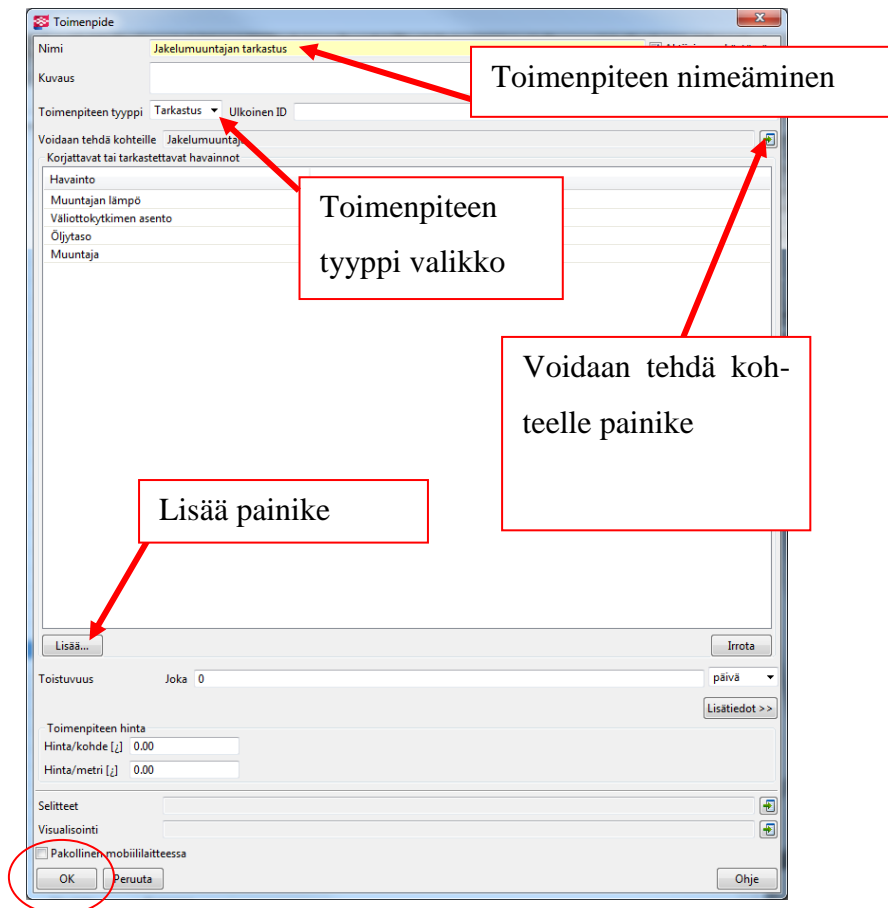 Toimenpide
Nimi Jakelumuuntajan tarkastus
Toimenpiteen nimeäminen
Kuvaus
Toimenpiteen tyyppi Tarkastus Ulkoinen ID
Voidaan tehdä kohteille Jakelumuuntaja
Korjattavat tai tarkastettavat havainnot
Havainto
Muuntajan lämpö
Väliottokytkimen asento
Öljytaso
Muuntaja
Toimenpiteen
tyyppi valikko
Voidaan tehdä koh-
teelle painike
Lisää painike
Lisää... Irrota
Toistuvuus Joka 0 päivä
Lisätiedot >>
Toimenpiteen hinta
Hinta/kohde [¿] 0.00
Hinta/metri [¿] 0.00
Selitteet
Visualisointi
Pakollinen mobiililaitteessa
OK Peruuta Ohje